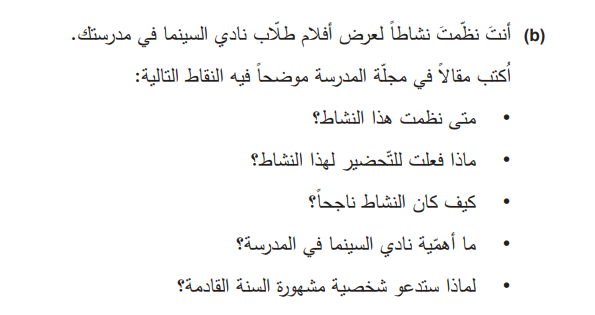 (b) أنتَ نظّمتَ نشاطاً لعرض أفلام طلّاب نادي السينما في مدرستك.
اُكتب مقالاً في مجلّة المدرسة موضحاً فيه النقاط التالية:
• متى نظمت هذا النشاط؟
• ماذا فعلت للتّحضير لهذا النشاط؟
• كيف كان النشاط ناجحاً؟
• ما أهمّية نادي السينما في المدرسة؟
• لماذا ستدعو شخصية مشهورة السنة القادمة؟